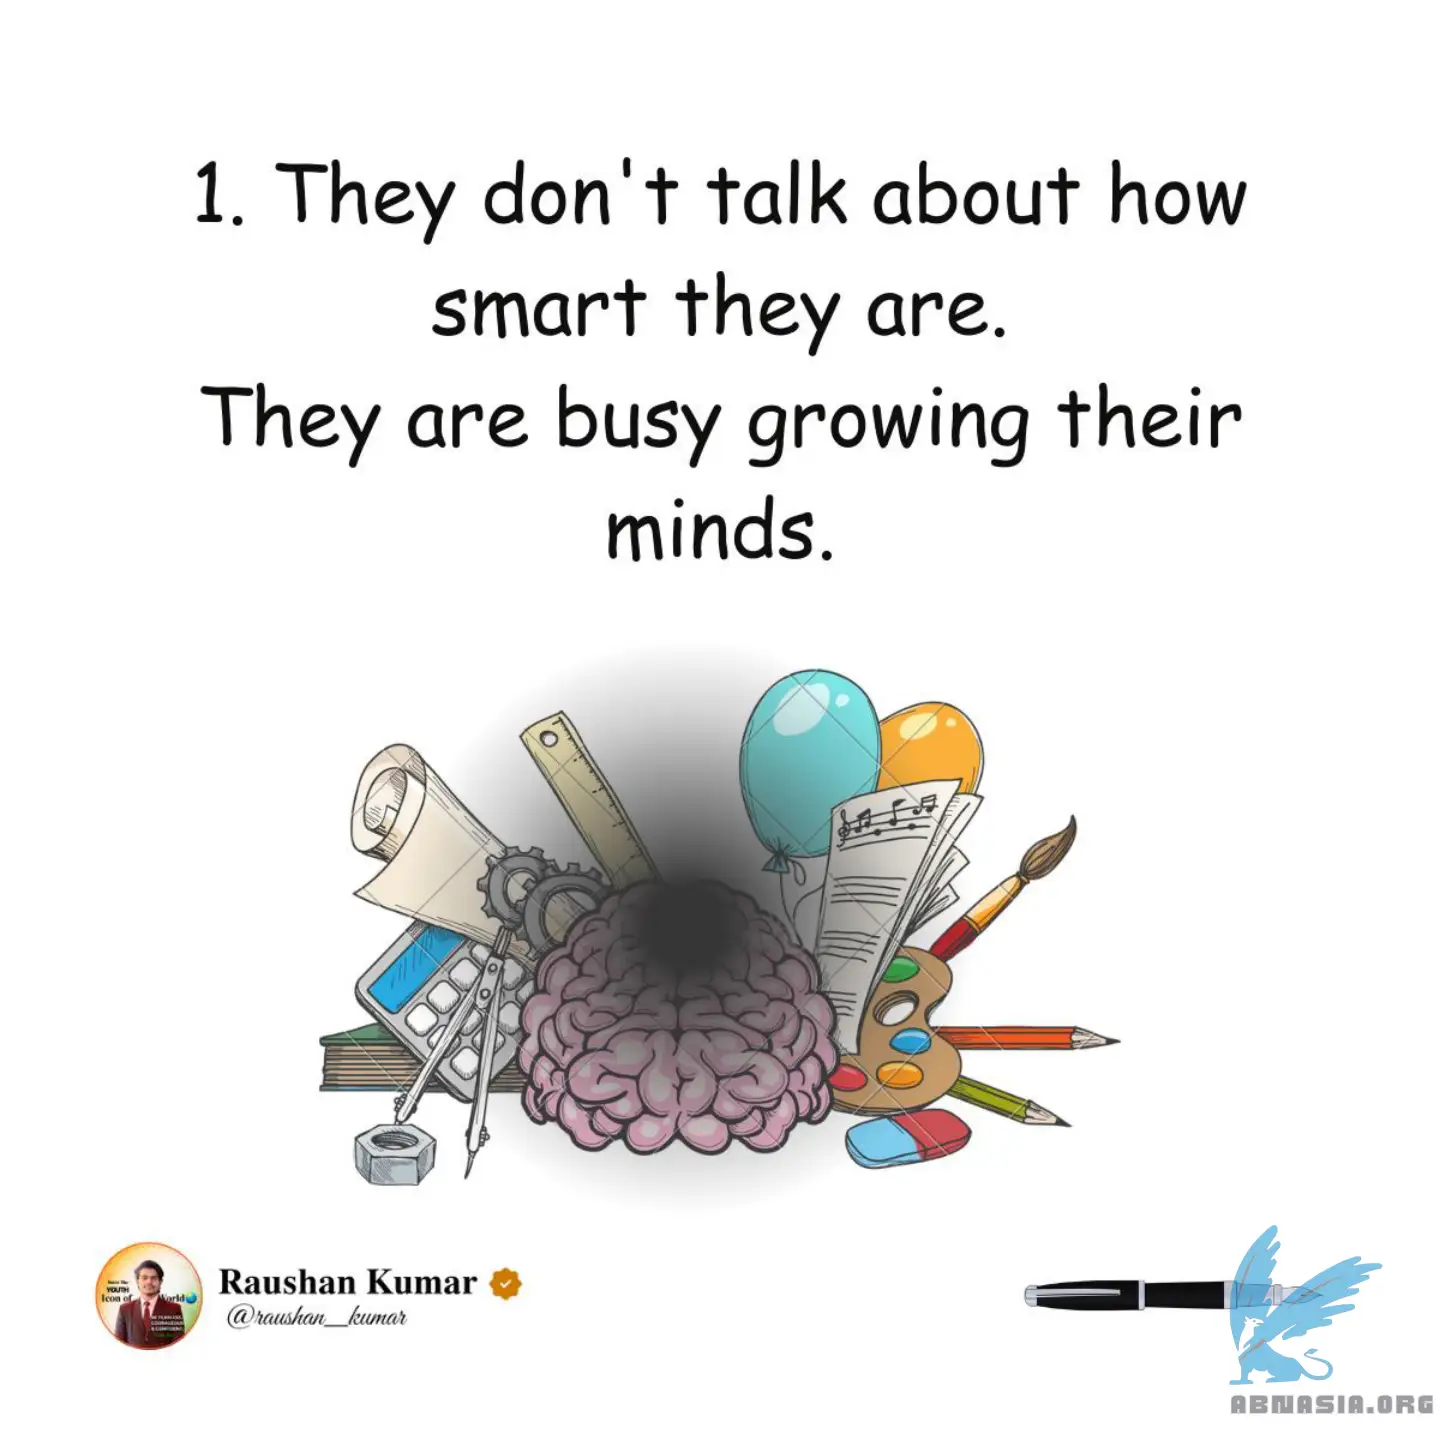 1. They don't talk about how
smart they are.
They are busy growing their
minds.
YOUTH
Icon of World
Raushan Kumar
@raushan__kumar
ABNASIA.ORG